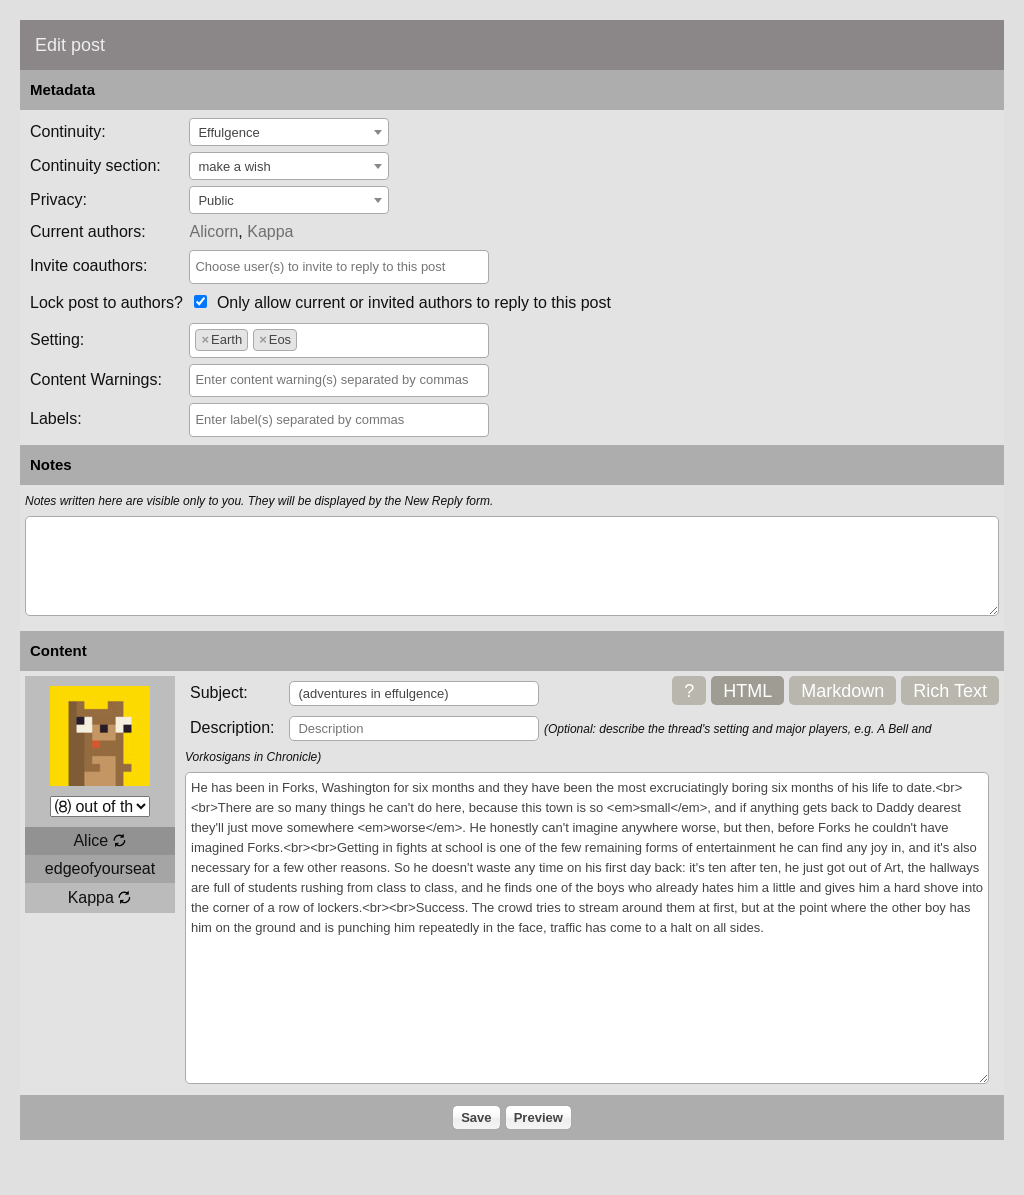 Edit post
Metadata
Continuity: Effulgence
Continuity section: make a wish
Privacy: Public
Current authors: Alicorn, Kappa
Invite coauthors: Choose user(s) to invite to reply to this post
Lock post to authors? Only allow current or invited authors to reply to this post
Setting: ×Earth ×Eos
Content Warnings: Enter content warning(s) separated by commas
Labels: Enter label(s) separated by commas
Notes
Notes written here are visible only to you. They will be displayed by the New Reply form.
Content
Subject: (adventures in effulgence) ? HTML Markdown Rich Text
Description: Description (Optional: describe the thread's setting and major players, e.g. A Bell and
Vorkosigans in Chronicle)
⑻ out of th
Alice
edgeofyourseat
Kappa
He has been in Forks, Washington for six months and they have been the most excruciatingly boring six months of his life to date.<br>
<br>There are so many things he can't do here, because this town is so <em>small</em>, and if anything gets back to Daddy dearest
they'll just move somewhere <em>worse</em>. He honestly can't imagine anywhere worse, but then, before Forks he couldn't have
imagined Forks.<br><br>Getting in fights at school is one of the few remaining forms of entertainment he can find any joy in, and it's also
necessary for a few other reasons. So he doesn't waste any time on his first day back: it's ten after ten, he just got out of Art, the hallways
are full of students rushing from class to class, and he finds one of the boys who already hates him a little and gives him a hard shove into
the corner of a row of lockers.<br><br>Success. The crowd tries to stream around them at first, but at the point where the other boy has
him on the ground and is punching him repeatedly in the face, traffic has come to a halt on all sides.
Save Preview